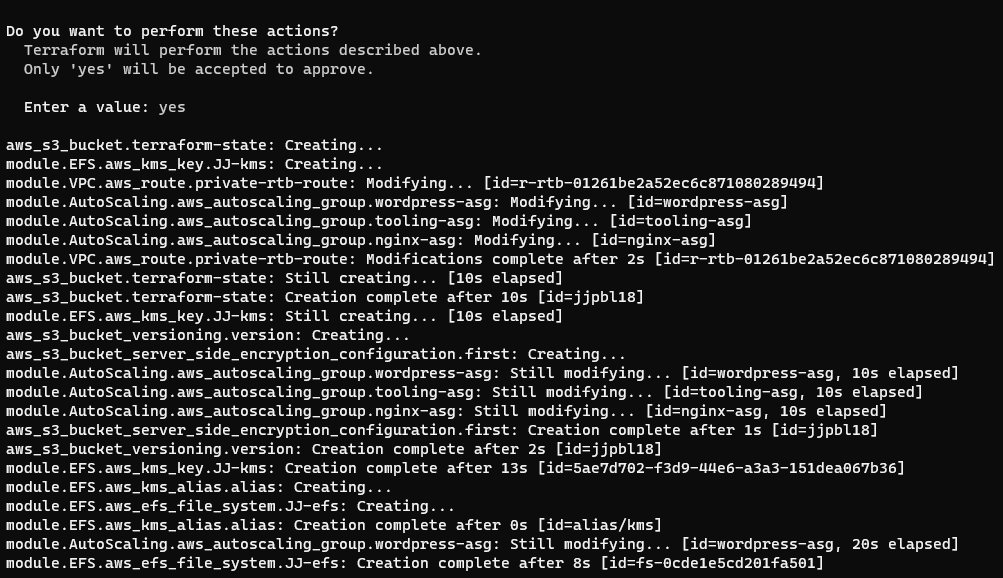 Do you want to perform these actions?
Terraform will perform the actions described above.
Only 'yes' will be accepted to approve.
Enter a value: yes
aws_s3_bucket.terraform-state: Creating...
module.EFS.aws_kms_key.JJ-kms: Creating...
module.VPC.aws_route.private-rtb-route: Modifying... [id=r-rtb-01261be2a52ec6c871080289494]
module.AutoScaling.aws_autoscaling_group.wordpress-asg: Modifying... [id=wordpress-asg]
module.AutoScaling.aws_autoscaling_group.tooling-asg: Modifying... [id=tooling-asg]
module.AutoScaling.aws_autoscaling_group.nginx-asg: Modifying... [id=nginx-asg]
module.VPC.aws_route.private-rtb-route: Modifications complete after 2s [id=r-rtb-01261be2a52ec6c871080289494]
aws_s3_bucket.terraform-state: Still creating... [10s elapsed]
aws_s3_bucket.terraform-state: Creation complete after 10s [id=jjpbl18]
module.EFS.aws_kms_key.JJ-kms: Still creating... [10s elapsed]
aws_s3_bucket_versioning.version: Creating...
aws_s3_bucket_server_side_encryption_configuration.first: Creating...
module.AutoScaling.aws_autoscaling_group.wordpress-asg: Still modifying... [id=wordpress-asg, 10s elapsed]
module.AutoScaling.aws_autoscaling_group.tooling-asg: Still modifying... [id=tooling-asg, 10s elapsed]
module.AutoScaling.aws_autoscaling_group.nginx-asg: Still modifying... [id=nginx-asg, 10s elapsed]
aws_s3_bucket_server_side_encryption_configuration.first: Creation complete after 1s [id=jjpbl18]
aws_s3_bucket_versioning.version: Creation complete after 2s [id=jjpbl18]
module.EFS.aws_kms_key.JJ-kms: Creation complete after 13s [id=5ae7d702-f3d9-44e6-a3a3-151dea067b36]
module.EFS.aws_kms_alias.alias: Creating...
module.EFS.aws_efs_file_system.JJ-efs: Creating...
module.EFS.aws_kms_alias.alias: Creation complete after 0s [id=alias/kms]
module.AutoScaling.aws_autoscaling_group.wordpress-asg: Still modifying... [id=wordpress-asg, 20s elapsed]
module.EFS.aws_efs_file_system.JJ-efs: Creation complete after 8s [id=fs-0cde1e5cd201fa501]